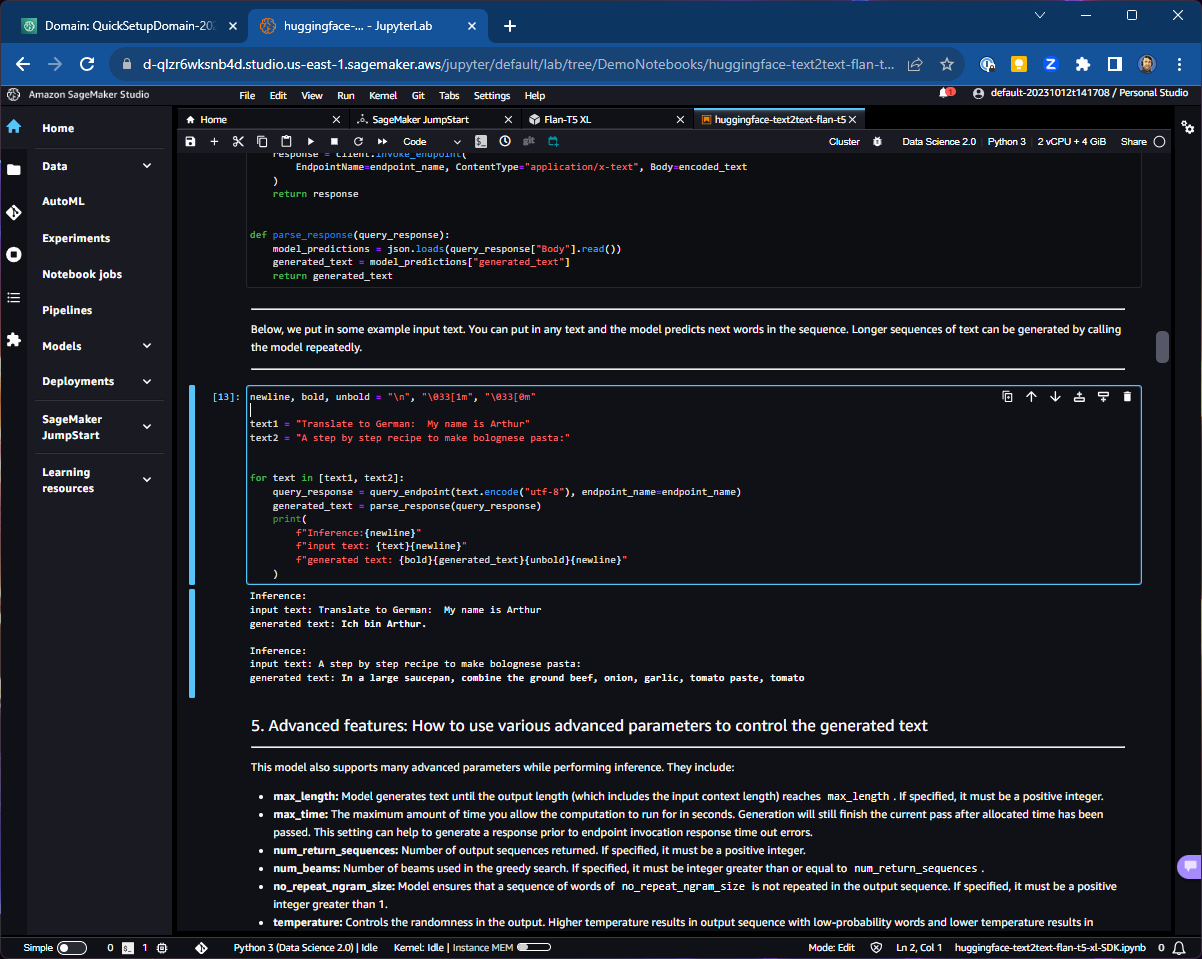 Domain: QuickSetupDomain-202
huggingface-... - JupyterLab
d-qlzr6wksnb4d.studio.us-east-1.sagemaker.aws/jupyter/default/lab/tree/DemoNotebooks/huggingface-text2text-flan-t...
Amazon SageMaker Studio
File Edit View Run Kernel Git Tabs Settings Help
1
default-20231012t141708 / Personal Studio
Home
SageMaker JumpStart
Flan-T5 XL
huggingface-text2text-flan-t5
Code
git
Cluster
Data Science 2.0
Python 3
2 vCPU + 4 GiB
Share
Home
Data
AutoML
Experiments
Notebook jobs
Pipelines
Models
Deployments
SageMaker
JumpStart
Learning
resources
response = client.invoke_endpoint(
EndpointName=endpoint_name, ContentType="application/x-text", Body=encoded_text
)
return response
def parse_response(query_response):
model_predictions = json.loads(query_response["Body"].read())
generated_text = model_predictions["generated_text"]
return generated_text
Below, we put in some example input text. You can put in any text and the model predicts next words in the sequence. Longer sequences of text can be generated by calling
the model repeatedly.
[13]:
newline, bold, unbold = "\n", "\033[1m", "\033[0m"
text1 = "Translate to German:  My name is Arthur"
text2 = "A step by step recipe to make bolognese pasta:"
for text in [text1, text2]:
query_response = query_endpoint(text.encode("utf-8"), endpoint_name=endpoint_name)
generated_text = parse_response(query_response)
print(
f"Inference:{newline}"
f"input text: {text}{newline}"
f"generated text: {bold}{generated_text}{unbold}{newline}"
)
Inference:
input text: Translate to German:  My name is Arthur
generated text: Ich bin Arthur.
Inference:
input text: A step by step recipe to make bolognese pasta:
generated text: In a large saucepan, combine the ground beef, onion, garlic, tomato paste, tomato
5. Advanced features: How to use various advanced parameters to control the generated text
This model also supports many advanced parameters while performing inference. They include:
• max_length: Model generates text until the output length (which includes the input context length) reaches max_length . If specified, it must be a positive integer.
• max_time: The maximum amount of time you allow the computation to run for in seconds. Generation will still finish the current pass after allocated time has been
passed. This setting can help to generate a response prior to endpoint invocation response time out errors.
• num_return_sequences: Number of output sequences returned. If specified, it must be a positive integer.
• num_beams: Number of beams used in the greedy search. If specified, it must be integer greater than or equal to num_return_sequences .
• no_repeat_ngram_size: Model ensures that a sequence of words of no_repeat_ngram_size is not repeated in the output sequence. If specified, it must be a positive
integer greater than 1.
• temperature: Controls the randomness in the output. Higher temperature results in output sequence with low-probability words and lower temperature results in
Simple
0
1
Python 3 (Data Science 2.0) | Idle
Kernel: Idle | Instance MEM
Mode: Edit
Ln 2, Col 1
huggingface-text2text-flan-t5-xl-SDK.ipynb
0